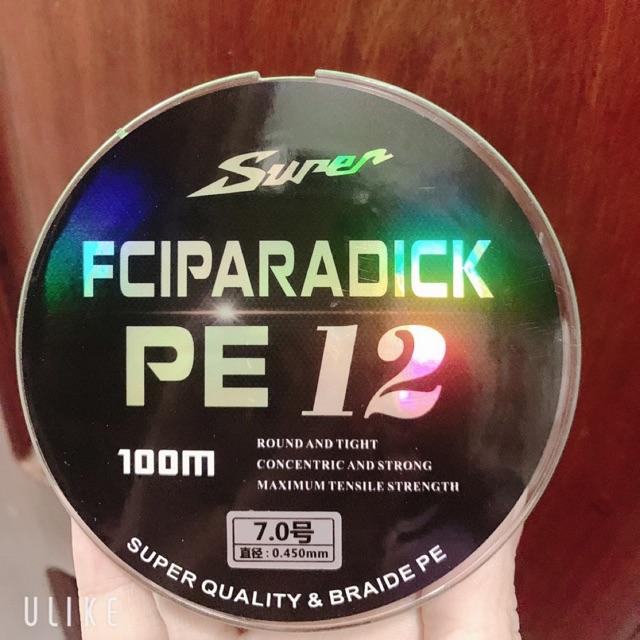 Super
FCIPARADICK
PE 12
100m
ROUND AND TIGHT
CONCENTRIC AND STRONG
MAXIMUM TENSILE STRENGTH
7.0号
直径:0.450mm
SUPER QUALITY & BRAIDE PE
ULIKE